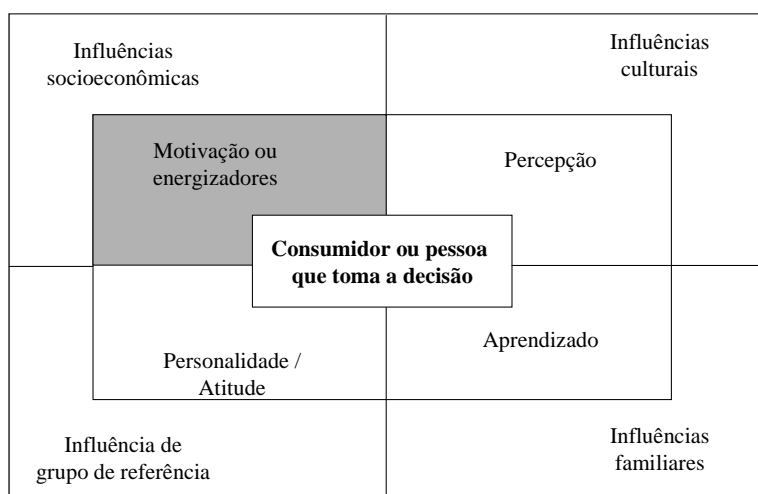 Influências
socioeconômicas
Influências
culturais
Motivação ou
energizadores
Percepção
Consumidor ou pessoa
que toma a decisão
Personalidade /
Atitude
Aprendizado
Influência de
grupo de referência
Influências
familiares